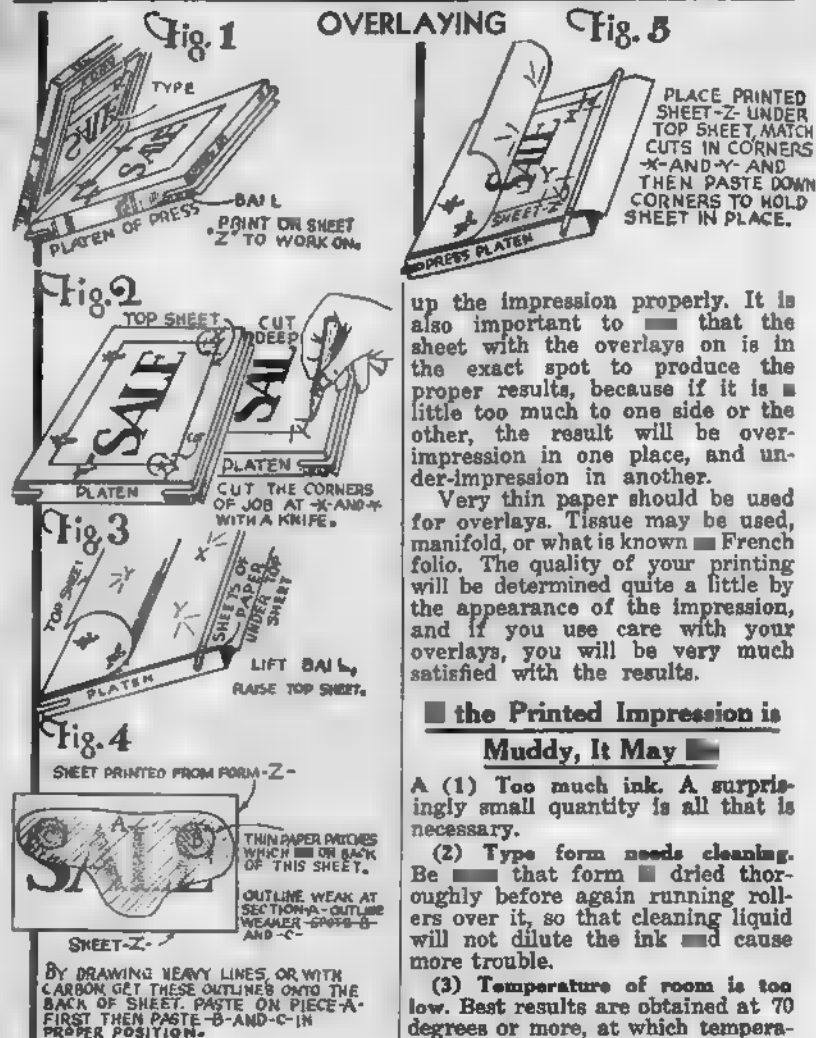 OVERLAYING
Fig. 1
TYPE
SALE
SALE
BAIL
PLATEN OF PRESS
PRINT ON SHEET
"Z" TO WORK ON.
Fig. 2
TOP SHEET
CUT
DEEP
SALE
SAL
PLATEN
PLATEN
CUT THE CORNERS
OF JOB AT -X- AND -Y-
WITH A KNIFE.
Fig. 3
TOP SHEET
X
Y
Y
SHEETS OF
PAPER
UNDER TOP
SHEET
PLATEN
LIFT BAIL,
RAISE TOP SHEET.
Fig. 4
SHEET PRINTED FROM FORM -Z-
SALE
A
B
THIN PAPER PATCHES
WHICH ON BACK
OF THIS SHEET.
OUTLINE WEAK AT
SECTION -A- OUTLINE
WEAKER -SPOTS- B-
AND -C-
SHEET -Z-
BY DRAWING HEAVY LINES, OR WITH
CARBON, GET THESE OUTLINES ONTO THE
BACK OF SHEET. PASTE ON PIECE -A-
FIRST THEN PASTE -B- AND -C- IN
PROPER POSITION.
Fig. 5
SALE
X
Y
SHEET -Z-
PRESS PLATEN
PLACE PRINTED
SHEET -Z- UNDER
TOP SHEET, MATCH
CUTS IN CORNERS
-X- AND -Y- AND
THEN PASTE DOWN
CORNERS TO HOLD
SHEET IN PLACE.
up the impression properly. It is
also important to that the
sheet with the overlays on is in
the exact spot to produce the
proper results, because if it is
little too much to one side or the
other, the result will be over-
impression in one place, and un-
der-impression in another.
Very thin paper should be used
for overlays. Tissue may be used,
manifold, or what is known French
folio. The quality of your printing
will be determined quite a little by
the appearance of the impression,
and if you use care with your
overlays, you will be very much
satisfied with the results.
the Printed Impression is
Muddy, It May
A (1) Too much ink. A surpris-
ingly small quantity is all that is
necessary.
(2) Type form needs cleaning.
Be that form dried thor-
oughly before again running roll-
ers over it, so that cleaning liquid
will not dilute the ink and cause
more trouble.
(3) Temperature of room is too
low. Best results are obtained at 70
degrees or more, at which tempera-